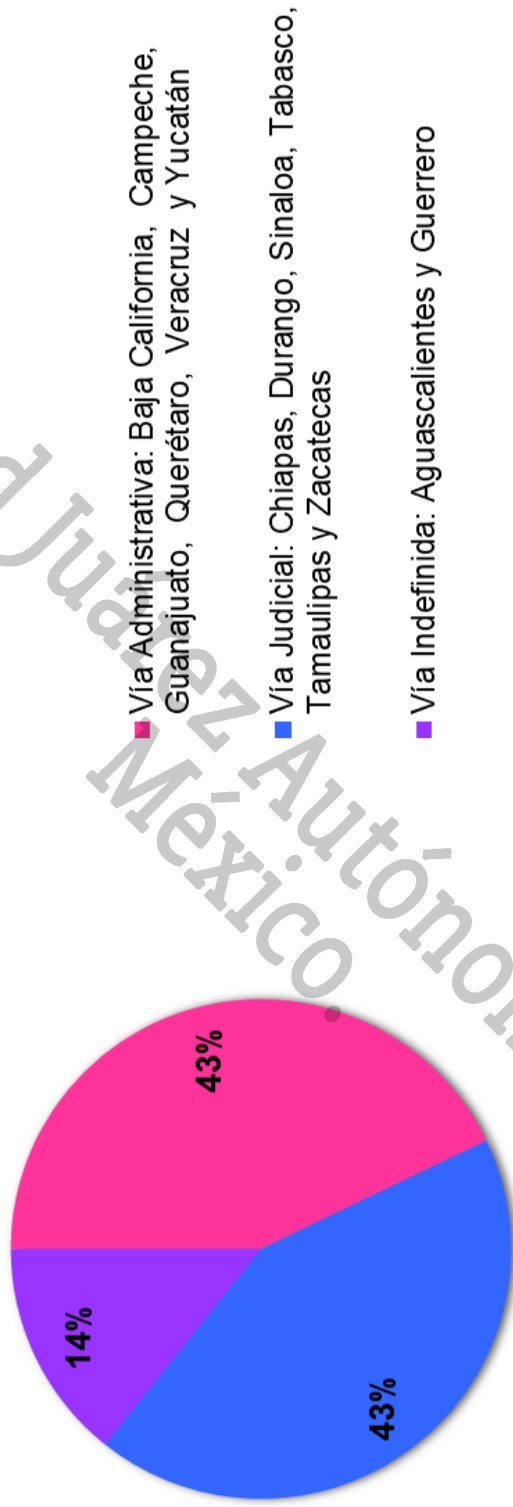 43%
14%
43%
Vía Administrativa: Baja California, Campeche,
Guanajuato, Querétaro, Veracruz y Yucatán
Vía Judicial: Chiapas, Durango, Sinaloa, Tabasco,
Tamaulipas y Zacatecas
Vía Indefinida: Aguascalientes y Guerrero
Juárez
México.